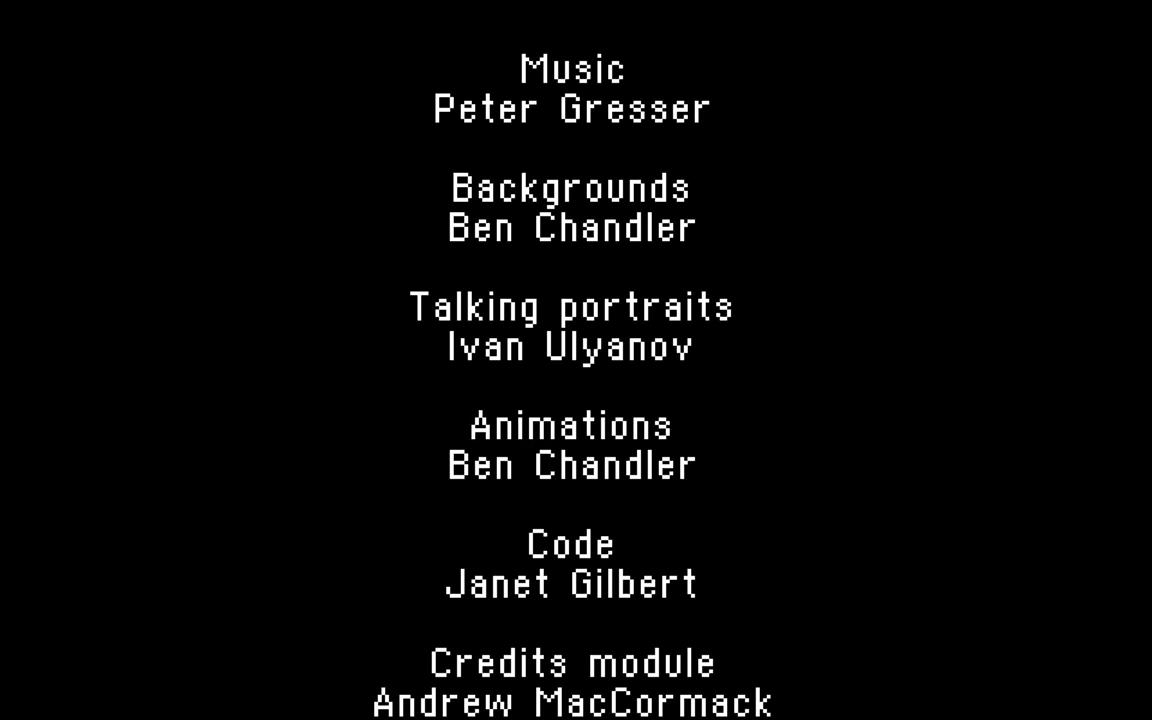 Music
Peter Gresser
Backgrounds
Ben Chandler
Talking portraits
Ivan Ulyanov
Animations
Ben Chandler
Code
Janet Gilbert
Credits module
Andrew MacCormack